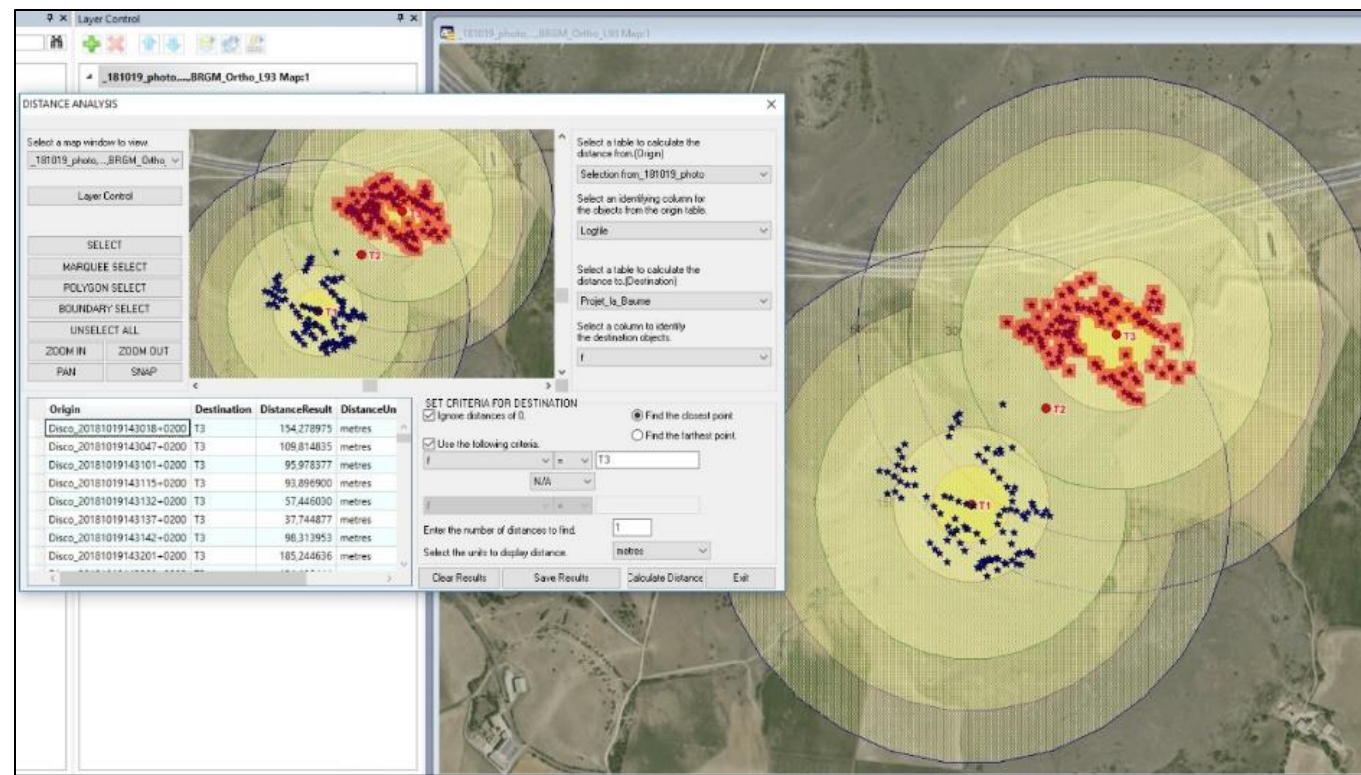 Layer Control
_181019_photo,...,BRGM_Ortho_L93 Map:1
_181019_photo,...,BRGM_Ortho_L93 Map:1
DISTANCE ANALYSIS
Select a map window to view.
_181019_photo,...,BRGM_Ortho_
Layer Control
SELECT
MARQUEE SELECT
POLYGON SELECT
BOUNDARY SELECT
UNSELECT ALL
ZOOM IN ZOOM OUT
PAN SNAP
T2
Select a table to calculate the
distance from.(Origin)
Selection from_181019_photo
Select an identifying column for
the objects from the origin table.
Logfile
Select a table to calculate the
distance to.(Destination)
Projet_la_Baume
Select a column to identify
the destination objects.
f
Origin Destination DistanceResult DistanceUn
Disco_20181019143018+0200 T3 154,278975 metres
Disco_20181019143047+0200 T3 109,814835 metres
Disco_20181019143101+0200 T3 95,978377 metres
Disco_20181019143115+0200 T3 93,896900 metres
Disco_20181019143132+0200 T3 57,446030 metres
Disco_20181019143137+0200 T3 37,744877 metres
Disco_20181019143142+0200 T3 98,313953 metres
Disco_20181019143201+0200 T3 185,244636 metres
SET CRITERIA FOR DESTINATION
Ignore distances of 0.
Find the closest point
Find the farthest point.
Use the following criteria.
f = T3
N/A
f =
Enter the number of distances to find. 1
Select the units to display distance. metres
Clear Results Save Results Calculate Distance Exit
T3
T2
T1